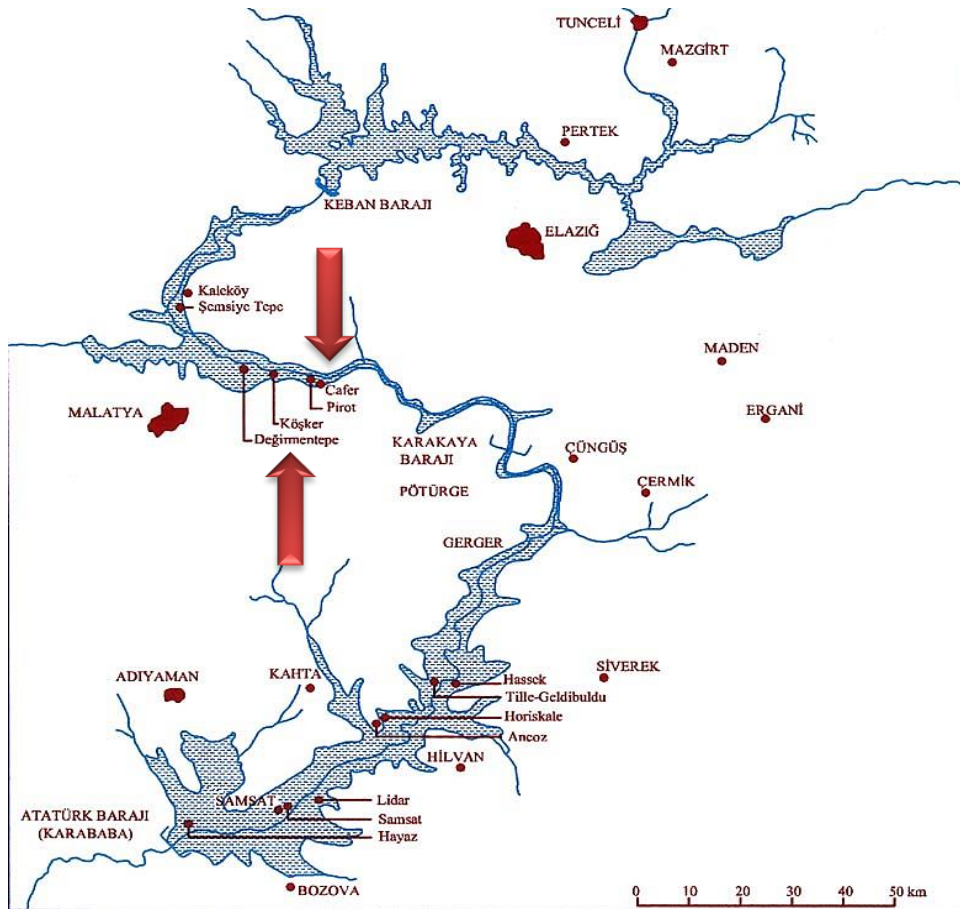 TUNCELİ
MAZGİRT
PERTEK
KEBAN BARAJI
ELAZIĞ
Kaleköy
Şemsiye Tepe
MADEN
Cafer
Pirot
MALATYA
Köşker
Değirmentepe
ERGANİ
KARAKAYA
BARAJI
ÇÜNGÜŞ
PÖTÜRGE
ÇERMİK
GERGER
ADIYAMAN
KAHTA
SİVEREK
Hassek
Tille-Geldibuldu
Horiskale
Ancoz
HİLVAN
SAMSAT
Lidar
Samsat
Hayaz
ATATÜRK BARAJI
(KARABABA)
BOZOVA
0 10 20 30 40 50 km